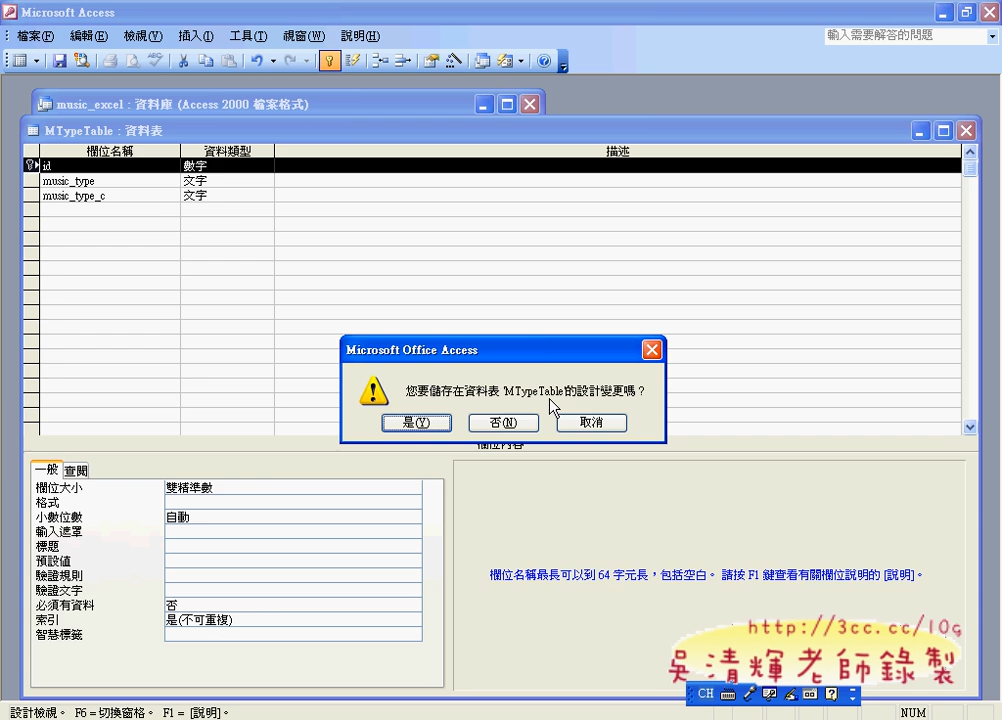 Microsoft Access
檔案(F) 編輯(E) 檢視(V) 插入(I) 工具(T) 視窗(W) 說明(H)
輸入需要解答的問題
music_excel : 資料庫 (Access 2000 檔案格式)
MTypeTable : 資料表
欄位名稱 資料類型 描述
id 數字
music_type 文字
music_type_c 文字
Microsoft Office Access
您要儲存在資料表 'MTypeTable'的設計變更嗎？
是(Y) 否(N) 取消
欄位內容
一般 查閱
欄位大小 雙精準數
格式
小數位數 自動
輸入遮罩
標題
預設值
驗證規則
驗證文字
必須有資料 否
索引 是(不可重複)
智慧標籤
欄位名稱最長可以到 64 字元長，包括空白。 請按 F1 鍵查看有關欄位說明的 [說明]。
http://3cc.cc/10g
吳清輝老師錄製
CH
設計檢視。 F6 = 切換窗格。 F1 = [說明]。
NUM